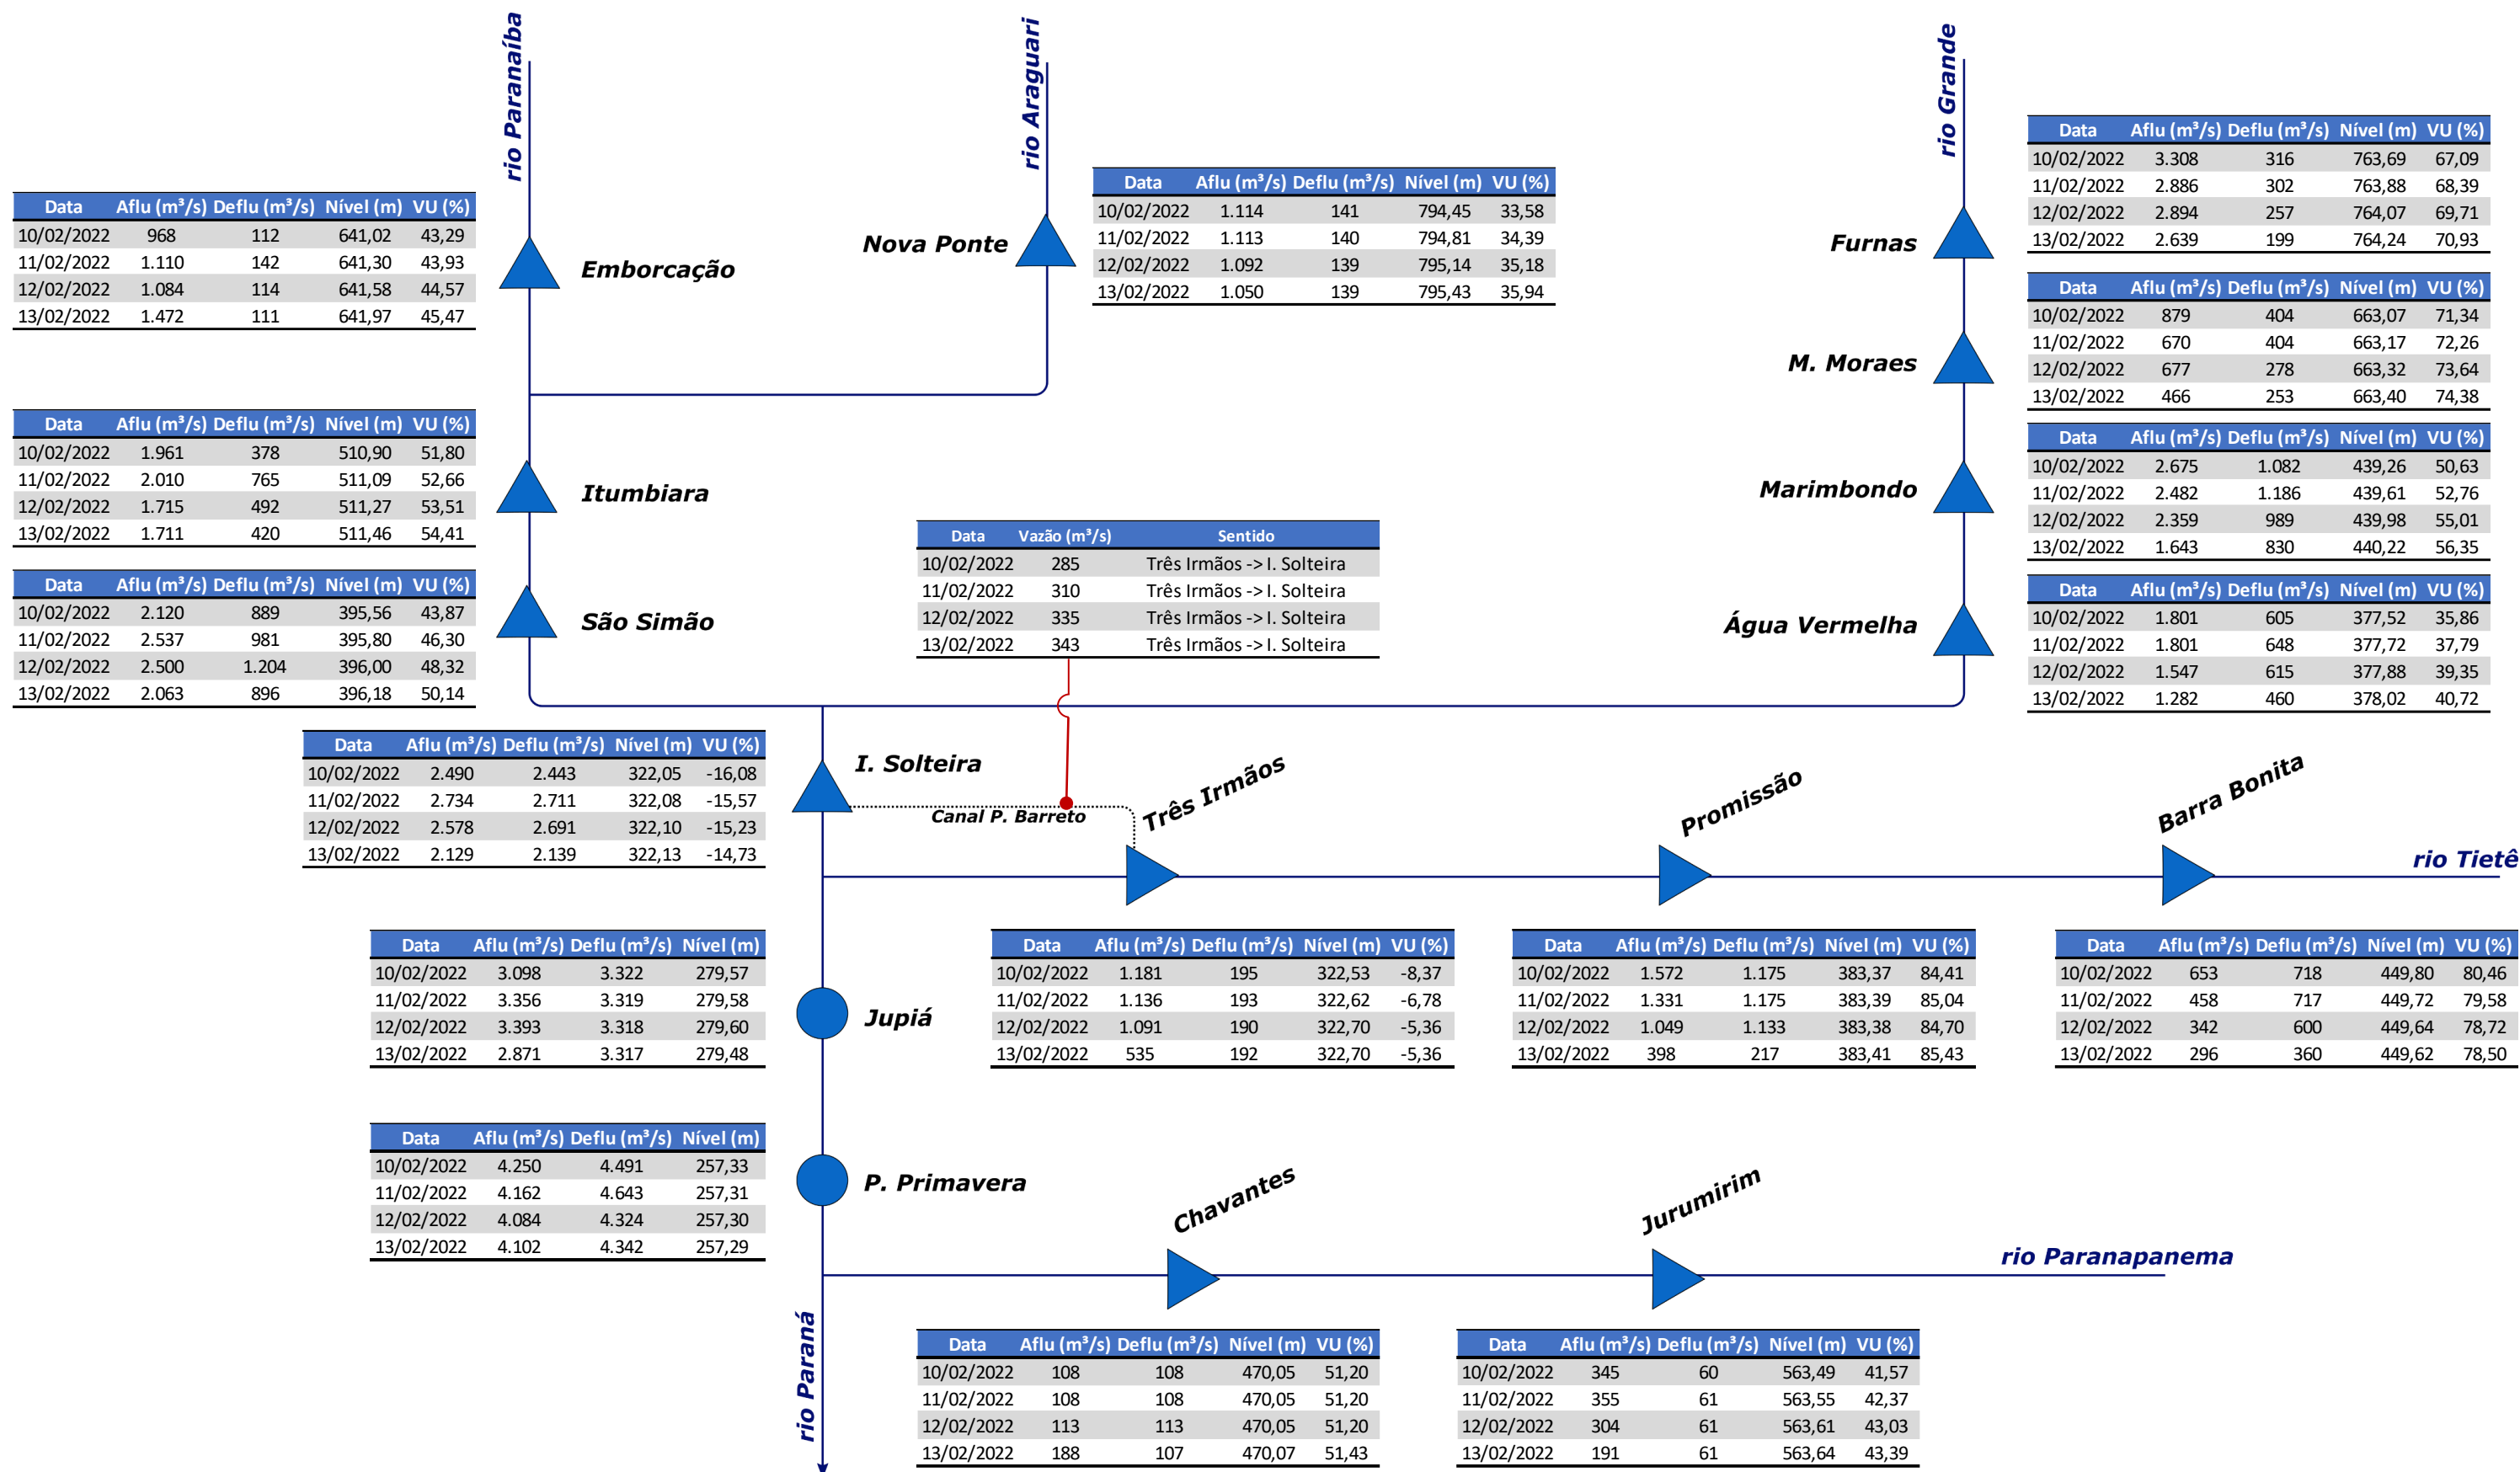 rio Paranaíba
rio Araguari
rio Grande
Data Aflu (m³/s) Deflu (m³/s) Nível (m) VU (%)
10/02/2022 968 112 641,02 43,29
11/02/2022 1.110 142 641,30 43,93
12/02/2022 1.084 114 641,58 44,57
13/02/2022 1.472 111 641,97 45,47
Emborcação
Nova Ponte
Data Aflu (m³/s) Deflu (m³/s) Nível (m) VU (%)
10/02/2022 1.114 141 794,45 33,58
11/02/2022 1.113 140 794,81 34,39
12/02/2022 1.092 139 795,14 35,18
13/02/2022 1.050 139 795,43 35,94
Furnas
Data Aflu (m³/s) Deflu (m³/s) Nível (m) VU (%)
10/02/2022 3.308 316 763,69 67,09
11/02/2022 2.886 302 763,88 68,39
12/02/2022 2.894 257 764,07 69,71
13/02/2022 2.639 199 764,24 70,93
M. Moraes
Data Aflu (m³/s) Deflu (m³/s) Nível (m) VU (%)
10/02/2022 879 404 663,07 71,34
11/02/2022 670 404 663,17 72,26
12/02/2022 677 278 663,32 73,64
13/02/2022 466 253 663,40 74,38
Data Aflu (m³/s) Deflu (m³/s) Nível (m) VU (%)
10/02/2022 1.961 378 510,90 51,80
11/02/2022 2.010 765 511,09 52,66
12/02/2022 1.715 492 511,27 53,51
13/02/2022 1.711 420 511,46 54,41
Itumbiara
Marimbondo
Data Aflu (m³/s) Deflu (m³/s) Nível (m) VU (%)
10/02/2022 2.675 1.082 439,26 50,63
11/02/2022 2.482 1.186 439,61 52,76
12/02/2022 2.359 989 439,98 55,01
13/02/2022 1.643 830 440,22 56,35
Data Aflu (m³/s) Deflu (m³/s) Nível (m) VU (%)
10/02/2022 2.120 889 395,56 43,87
11/02/2022 2.537 981 395,80 46,30
12/02/2022 2.500 1.204 396,00 48,32
13/02/2022 2.063 896 396,18 50,14
São Simão
Data Vazão (m³/s) Sentido
10/02/2022 285 Três Irmãos -> I. Solteira
11/02/2022 310 Três Irmãos -> I. Solteira
12/02/2022 335 Três Irmãos -> I. Solteira
13/02/2022 343 Três Irmãos -> I. Solteira
Água Vermelha
Data Aflu (m³/s) Deflu (m³/s) Nível (m) VU (%)
10/02/2022 1.801 605 377,52 35,86
11/02/2022 1.801 648 377,72 37,79
12/02/2022 1.547 615 377,88 39,35
13/02/2022 1.282 460 378,02 40,72
Data Aflu (m³/s) Deflu (m³/s) Nível (m) VU (%)
10/02/2022 2.490 2.443 322,05 -16,08
11/02/2022 2.734 2.711 322,08 -15,57
12/02/2022 2.578 2.691 322,10 -15,23
13/02/2022 2.129 2.139 322,13 -14,73
I. Solteira
Canal P. Barreto
Três Irmãos
Promissão
Barra Bonita
rio Tietê
Data Aflu (m³/s) Deflu (m³/s) Nível (m)
10/02/2022 3.098 3.322 279,57
11/02/2022 3.356 3.319 279,58
12/02/2022 3.393 3.318 279,60
13/02/2022 2.871 3.317 279,48
Jupiá
Data Aflu (m³/s) Deflu (m³/s) Nível (m) VU (%)
10/02/2022 1.181 195 322,53 -8,37
11/02/2022 1.136 193 322,62 -6,78
12/02/2022 1.091 190 322,70 -5,36
13/02/2022 535 192 322,70 -5,36
Data Aflu (m³/s) Deflu (m³/s) Nível (m) VU (%)
10/02/2022 1.572 1.175 383,37 84,41
11/02/2022 1.331 1.175 383,39 85,04
12/02/2022 1.049 1.133 383,38 84,70
13/02/2022 398 217 383,41 85,43
Data Aflu (m³/s) Deflu (m³/s) Nível (m) VU (%)
10/02/2022 653 718 449,80 80,46
11/02/2022 458 717 449,72 79,58
12/02/2022 342 600 449,64 78,72
13/02/2022 296 360 449,62 78,50
Data Aflu (m³/s) Deflu (m³/s) Nível (m)
10/02/2022 4.250 4.491 257,33
11/02/2022 4.162 4.643 257,31
12/02/2022 4.084 4.324 257,30
13/02/2022 4.102 4.342 257,29
P. Primavera
Chavantes
Jurumirim
rio Paranapanema
rio Paraná
Data Aflu (m³/s) Deflu (m³/s) Nível (m) VU (%)
10/02/2022 108 108 470,05 51,20
11/02/2022 108 108 470,05 51,20
12/02/2022 113 113 470,05 51,20
13/02/2022 188 107 470,07 51,43
Data Aflu (m³/s) Deflu (m³/s) Nível (m) VU (%)
10/02/2022 345 60 563,49 41,57
11/02/2022 355 61 563,55 42,37
12/02/2022 304 61 563,61 43,03
13/02/2022 191 61 563,64 43,39